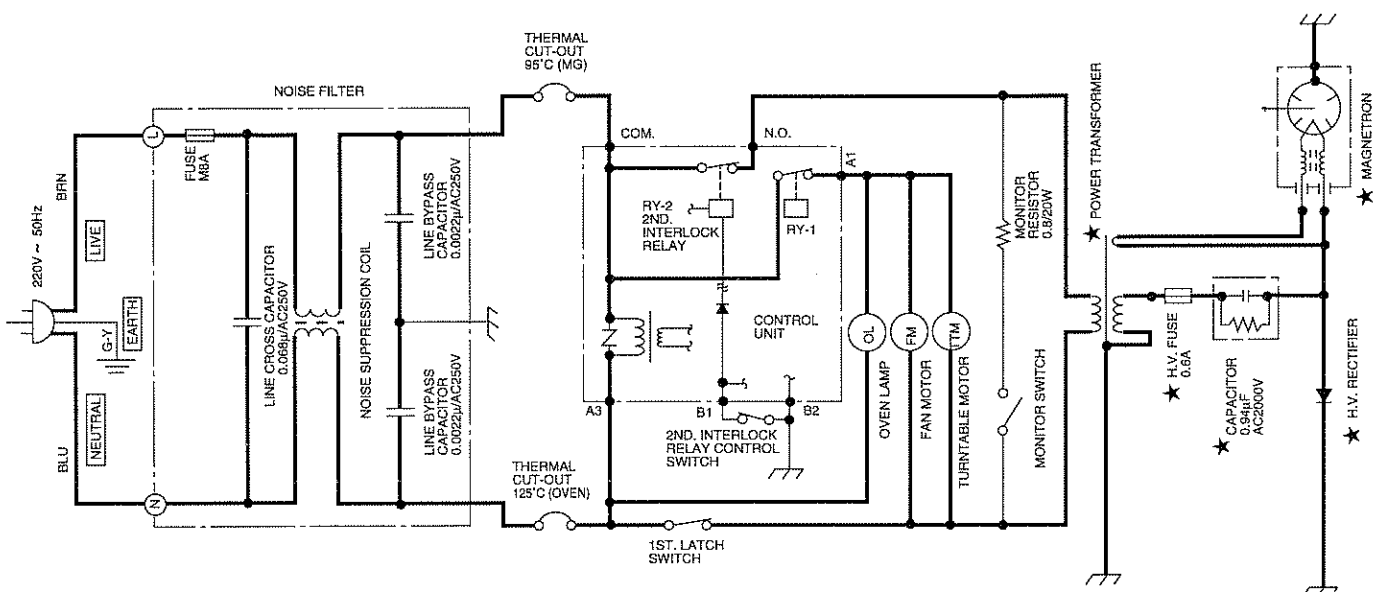 THERMAL
CUT-OUT
95°C (MG)
NOISE FILTER
L
FUSE
M8A
BRN
220V ~ 50Hz
LIVE
G-Y
EARTH
NEUTRAL
BLU
N
LINE CROSS CAPACITOR
0.068μ/AC250V
NOISE SUPPRESSION COIL
LINE BYPASS
CAPACITOR
0.0022μ/AC250V
LINE BYPASS
CAPACITOR
0.0022μ/AC250V
COM.
N.O.
A1
RY-2
2ND.
INTERLOCK
RELAY
RY-1
CONTROL
UNIT
A3
B1
B2
2ND. INTERLOCK
RELAY CONTROL
SWITCH
THERMAL
CUT-OUT
125°C (OVEN)
1ST. LATCH
SWITCH
OL
FM
TTM
OVEN LAMP
FAN MOTOR
TURNTABLE MOTOR
MONITOR
RESISTOR
0.8/20W
MONITOR SWITCH
★ POWER TRANSFORMER
★ H.V. FUSE
0.6A
★ CAPACITOR
0.94μF
AC2000V
★ H.V. RECTIFIER
★ MAGNETRON